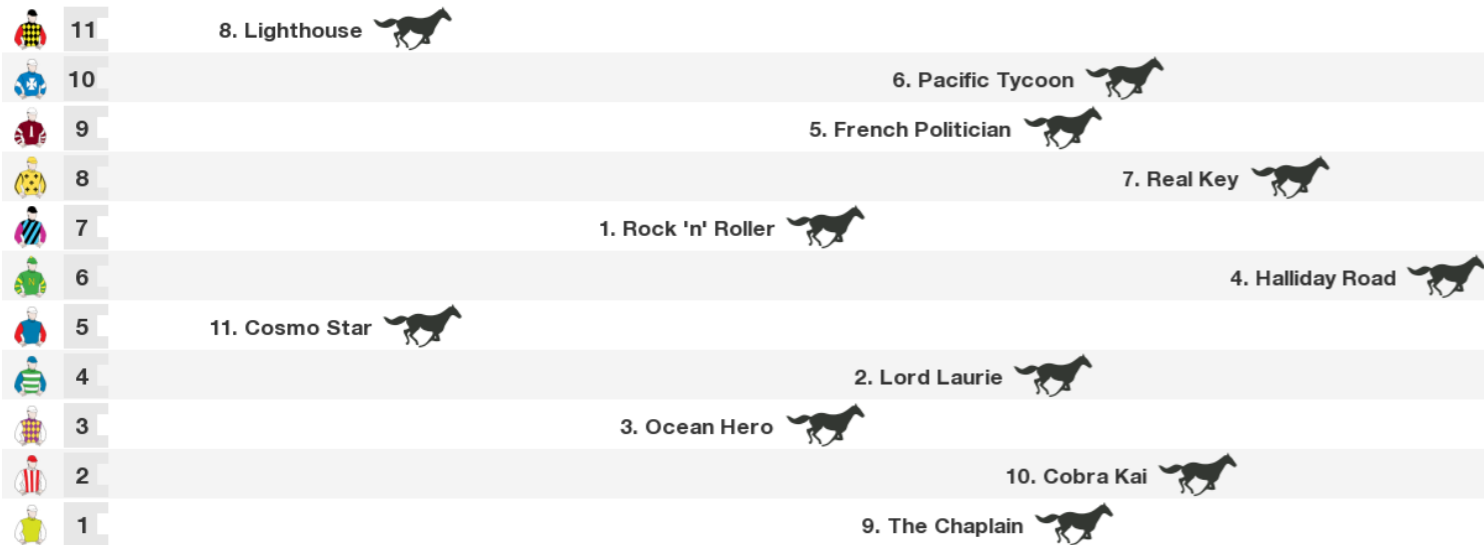 11 8. Lighthouse
10 6. Pacific Tycoon
9 5. French Politician
8 7. Real Key
7 1. Rock 'n' Roller
6 4. Halliday Road
5 11. Cosmo Star
4 2. Lord Laurie
3 3. Ocean Hero
2 10. Cobra Kai
1 9. The Chaplain